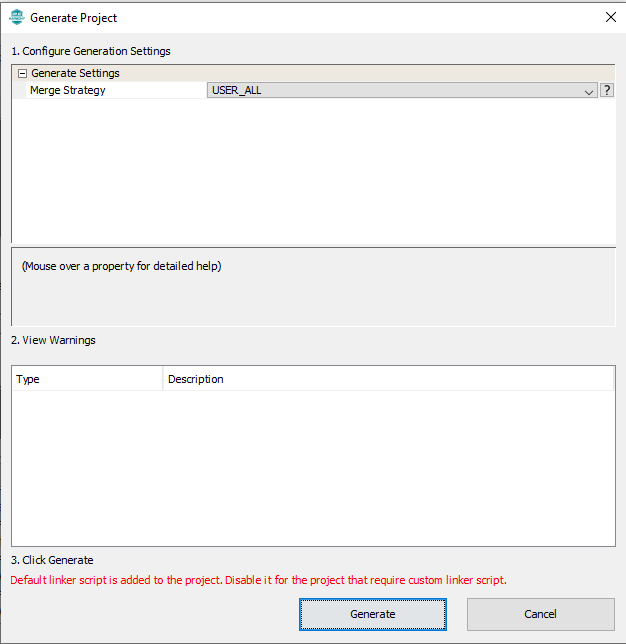 Generate Project
1. Configure Generation Settings
Generate Settings
Merge Strategy USER_ALL ?
(Mouse over a property for detailed help)
2. View Warnings
Type Description
3. Click Generate
Default linker script is added to the project. Disable it for the project that require custom linker script.
Generate Cancel